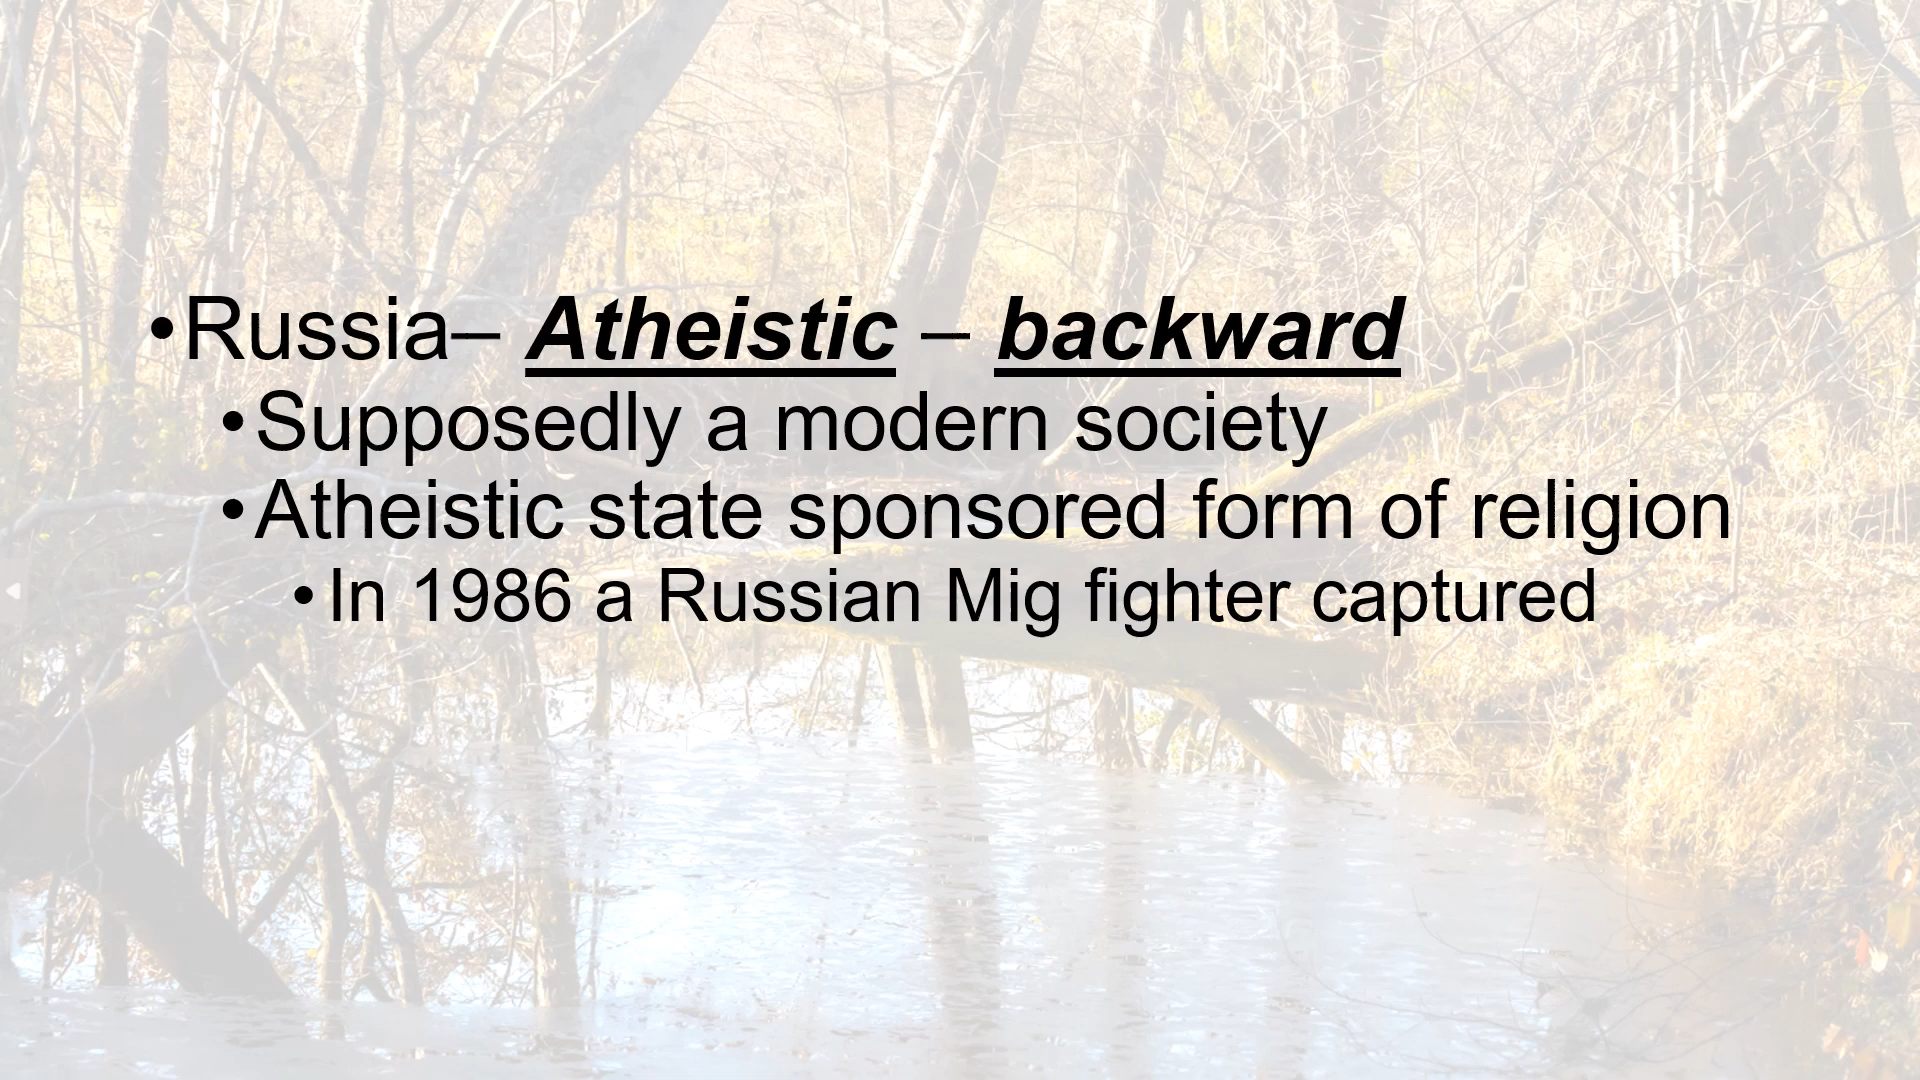 •Russia– Atheistic – backward
•Supposedly a modern society
•Atheistic state sponsored form of religion
•In 1986 a Russian Mig fighter captured